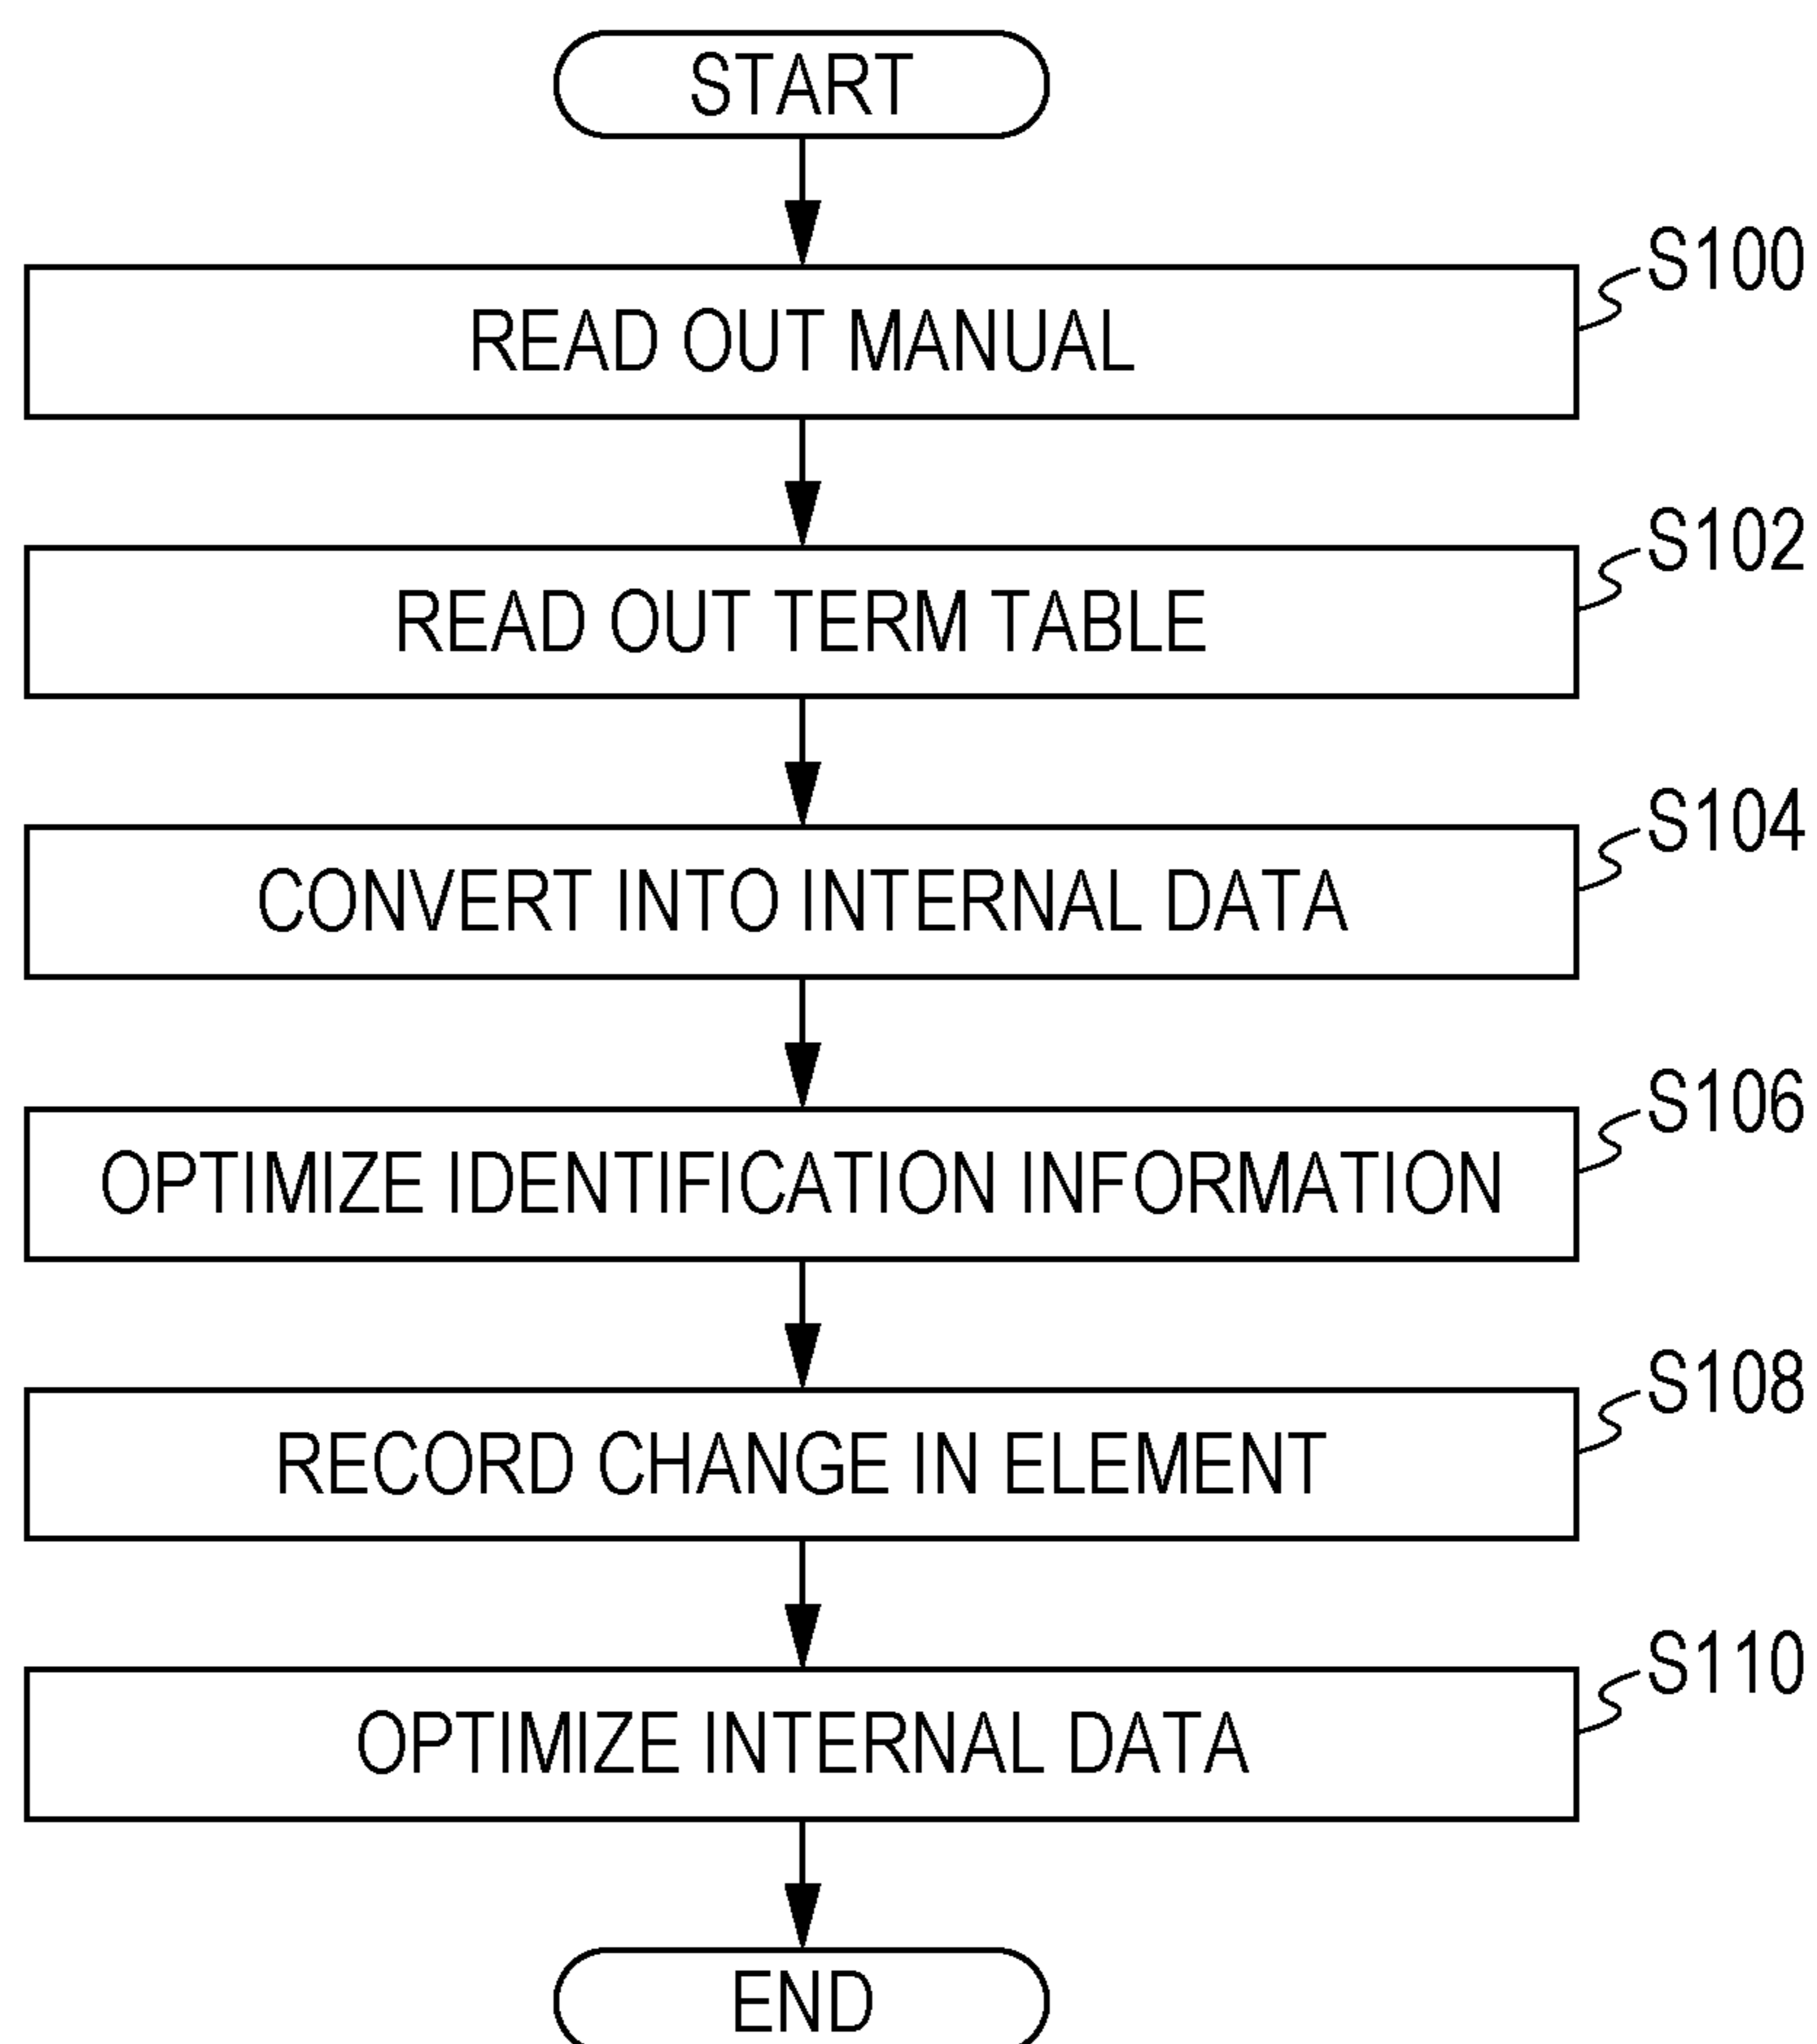 START
S100
READ OUT MANUAL
S102
READ OUT TERM TABLE
S104
CONVERT INTO INTERNAL DATA
S106
OPTIMIZE IDENTIFICATION INFORMATION
S108
RECORD CHANGE IN ELEMENT
S110
OPTIMIZE INTERNAL DATA
END